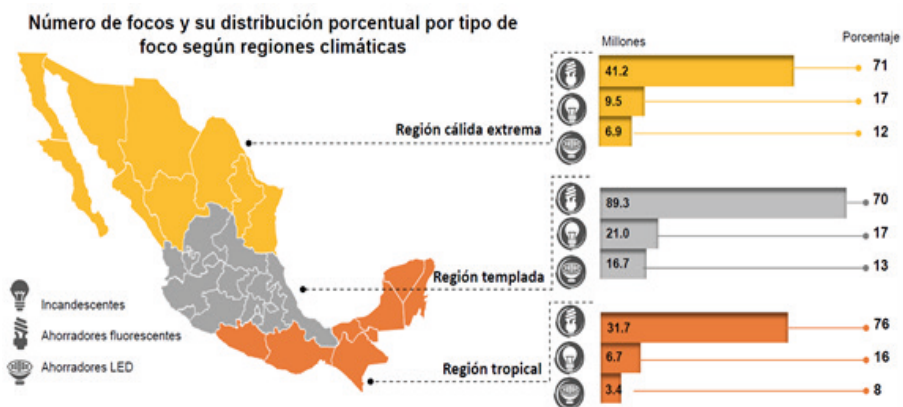 Número de focos y su distribución porcentual por tipo de
foco según regiones climáticas
Millones
Porcentaje
Región cálida extrema
41.2
71
9.5
17
6.9
12
Región templada
89.3
70
21.0
17
16.7
13
Región tropical
31.7
76
6.7
16
3.4
8
Incandescentes
Ahorradores fluorescentes
Ahorradores LED